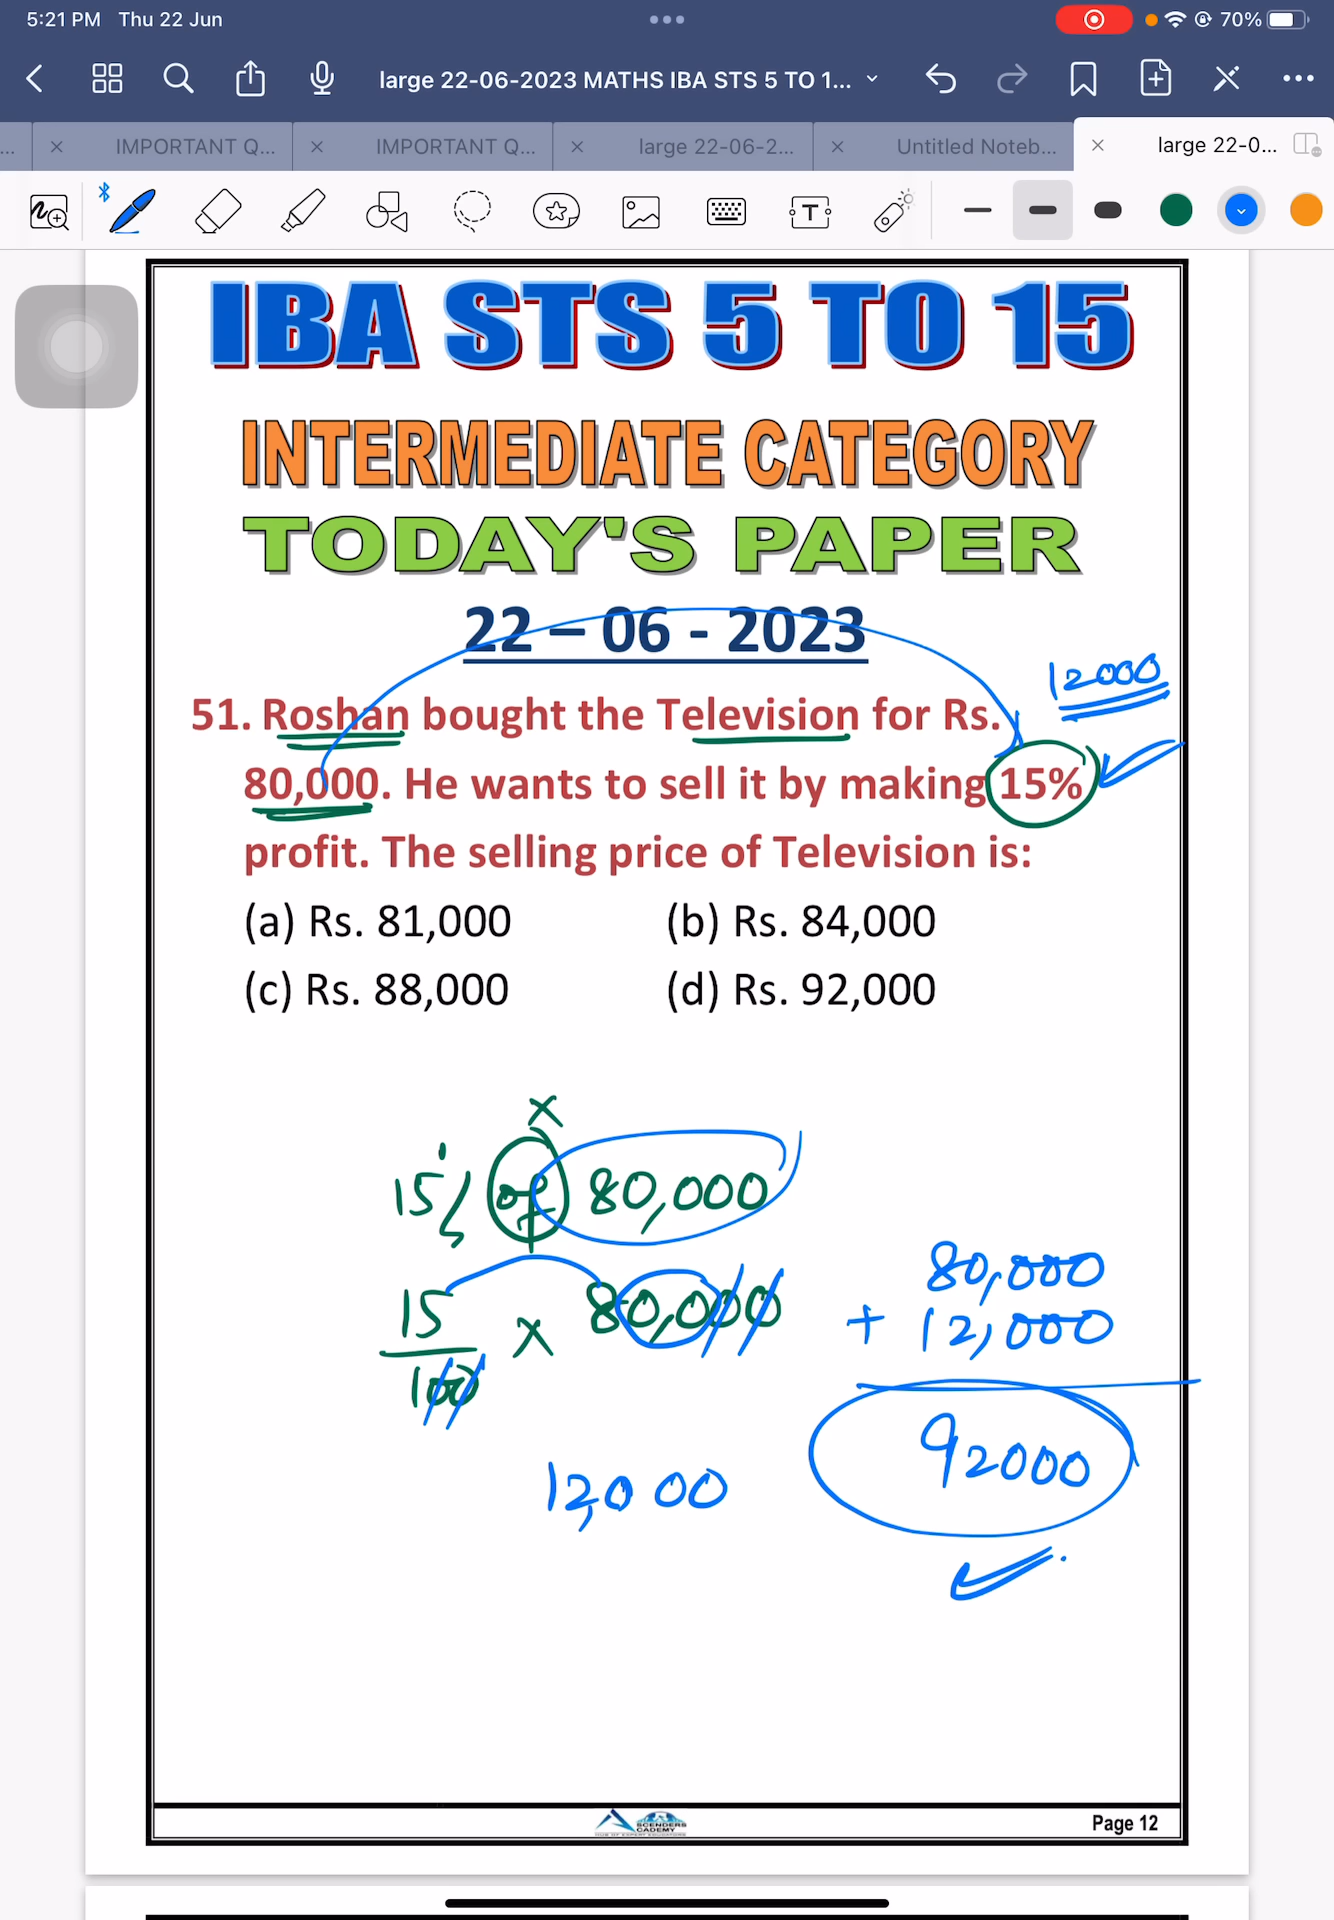 5:21 PM Thu 22 Jun
70%
large 22-06-2023 MATHS IBA STS 5 TO 1...
IMPORTANT Q...
IMPORTANT Q...
large 22-06-2...
Untitled Noteb...
large 22-0...
T
IBA STS 5 TO 15
INTERMEDIATE CATEGORY
TODAY'S PAPER
22 – 06 - 2023
12000
51. Roshan bought the Television for Rs.
80,000. He wants to sell it by making 15%
profit. The selling price of Television is:
(a) Rs. 81,000 (b) Rs. 84,000
(c) Rs. 88,000 (d) Rs. 92,000
x
15% of 80,000
15
100
x 80,000
12,000
80,000
+ 12,000
92000
SCENDERS
CADEMY
Page 12